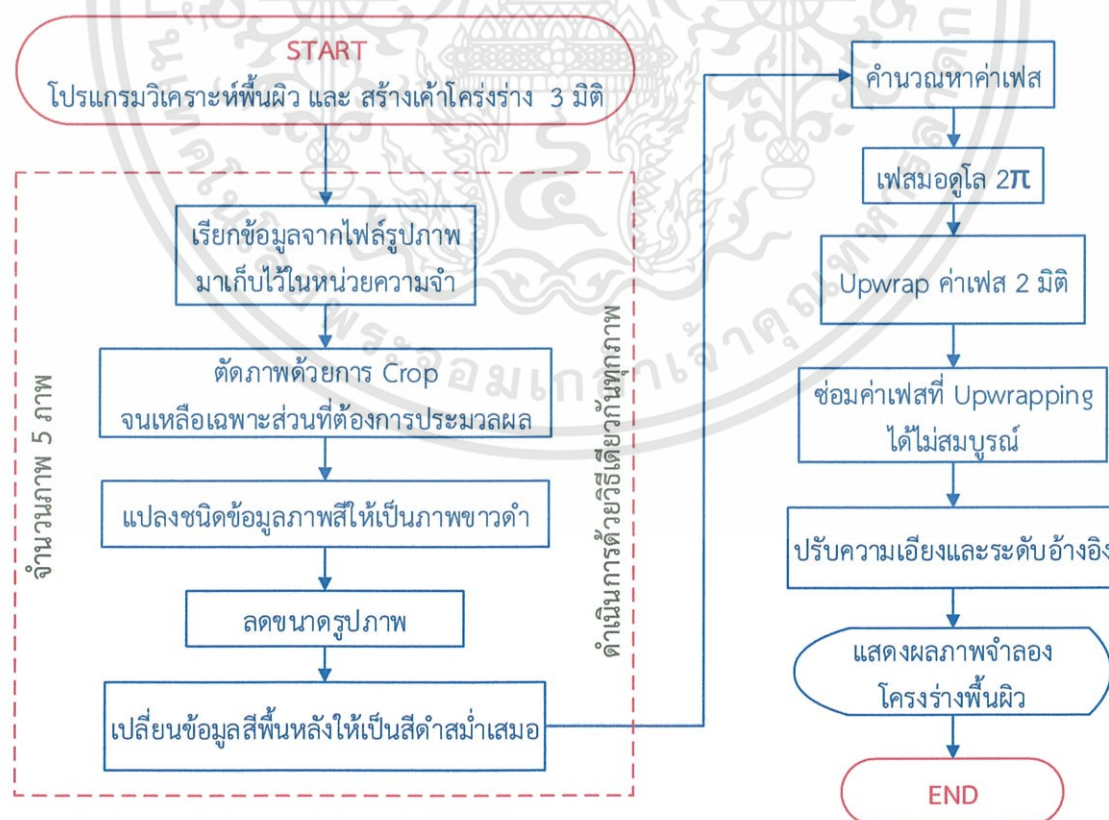 START
โปรแกรมวิเคราะห์พื้นผิว และ สร้างเค้าโคร่งร่าง 3 มิติ
จำนวนภาพ 5 ภาพ
ดำเนินการด้วยวิธีเดียวกันทุกภาพ
เรียกข้อมูลจากไฟล์รูปภาพ
มาเก็บไว้ในหน่วยความจำ
ตัดภาพด้วยการ Crop
จนเหลือเฉพาะส่วนที่ต้องการประมวลผล
แปลงชนิดข้อมูลภาพสีให้เป็นภาพขาวดำ
ลดขนาดรูปภาพ
เปลี่ยนข้อมูลสีพื้นหลังให้เป็นสีดำสม่ำเสมอ
คำนวณหาค่าเฟส
เฟสมอดูโล 2π
Upwrap ค่าเฟส 2 มิติ
ซ่อมค่าเฟสที่ Upwrapping
ได้ไม่สมบูรณ์
ปรับความเอียงและระดับอ้างอิง
แสดงผลภาพจำลอง
โครงร่างพื้นผิว
END